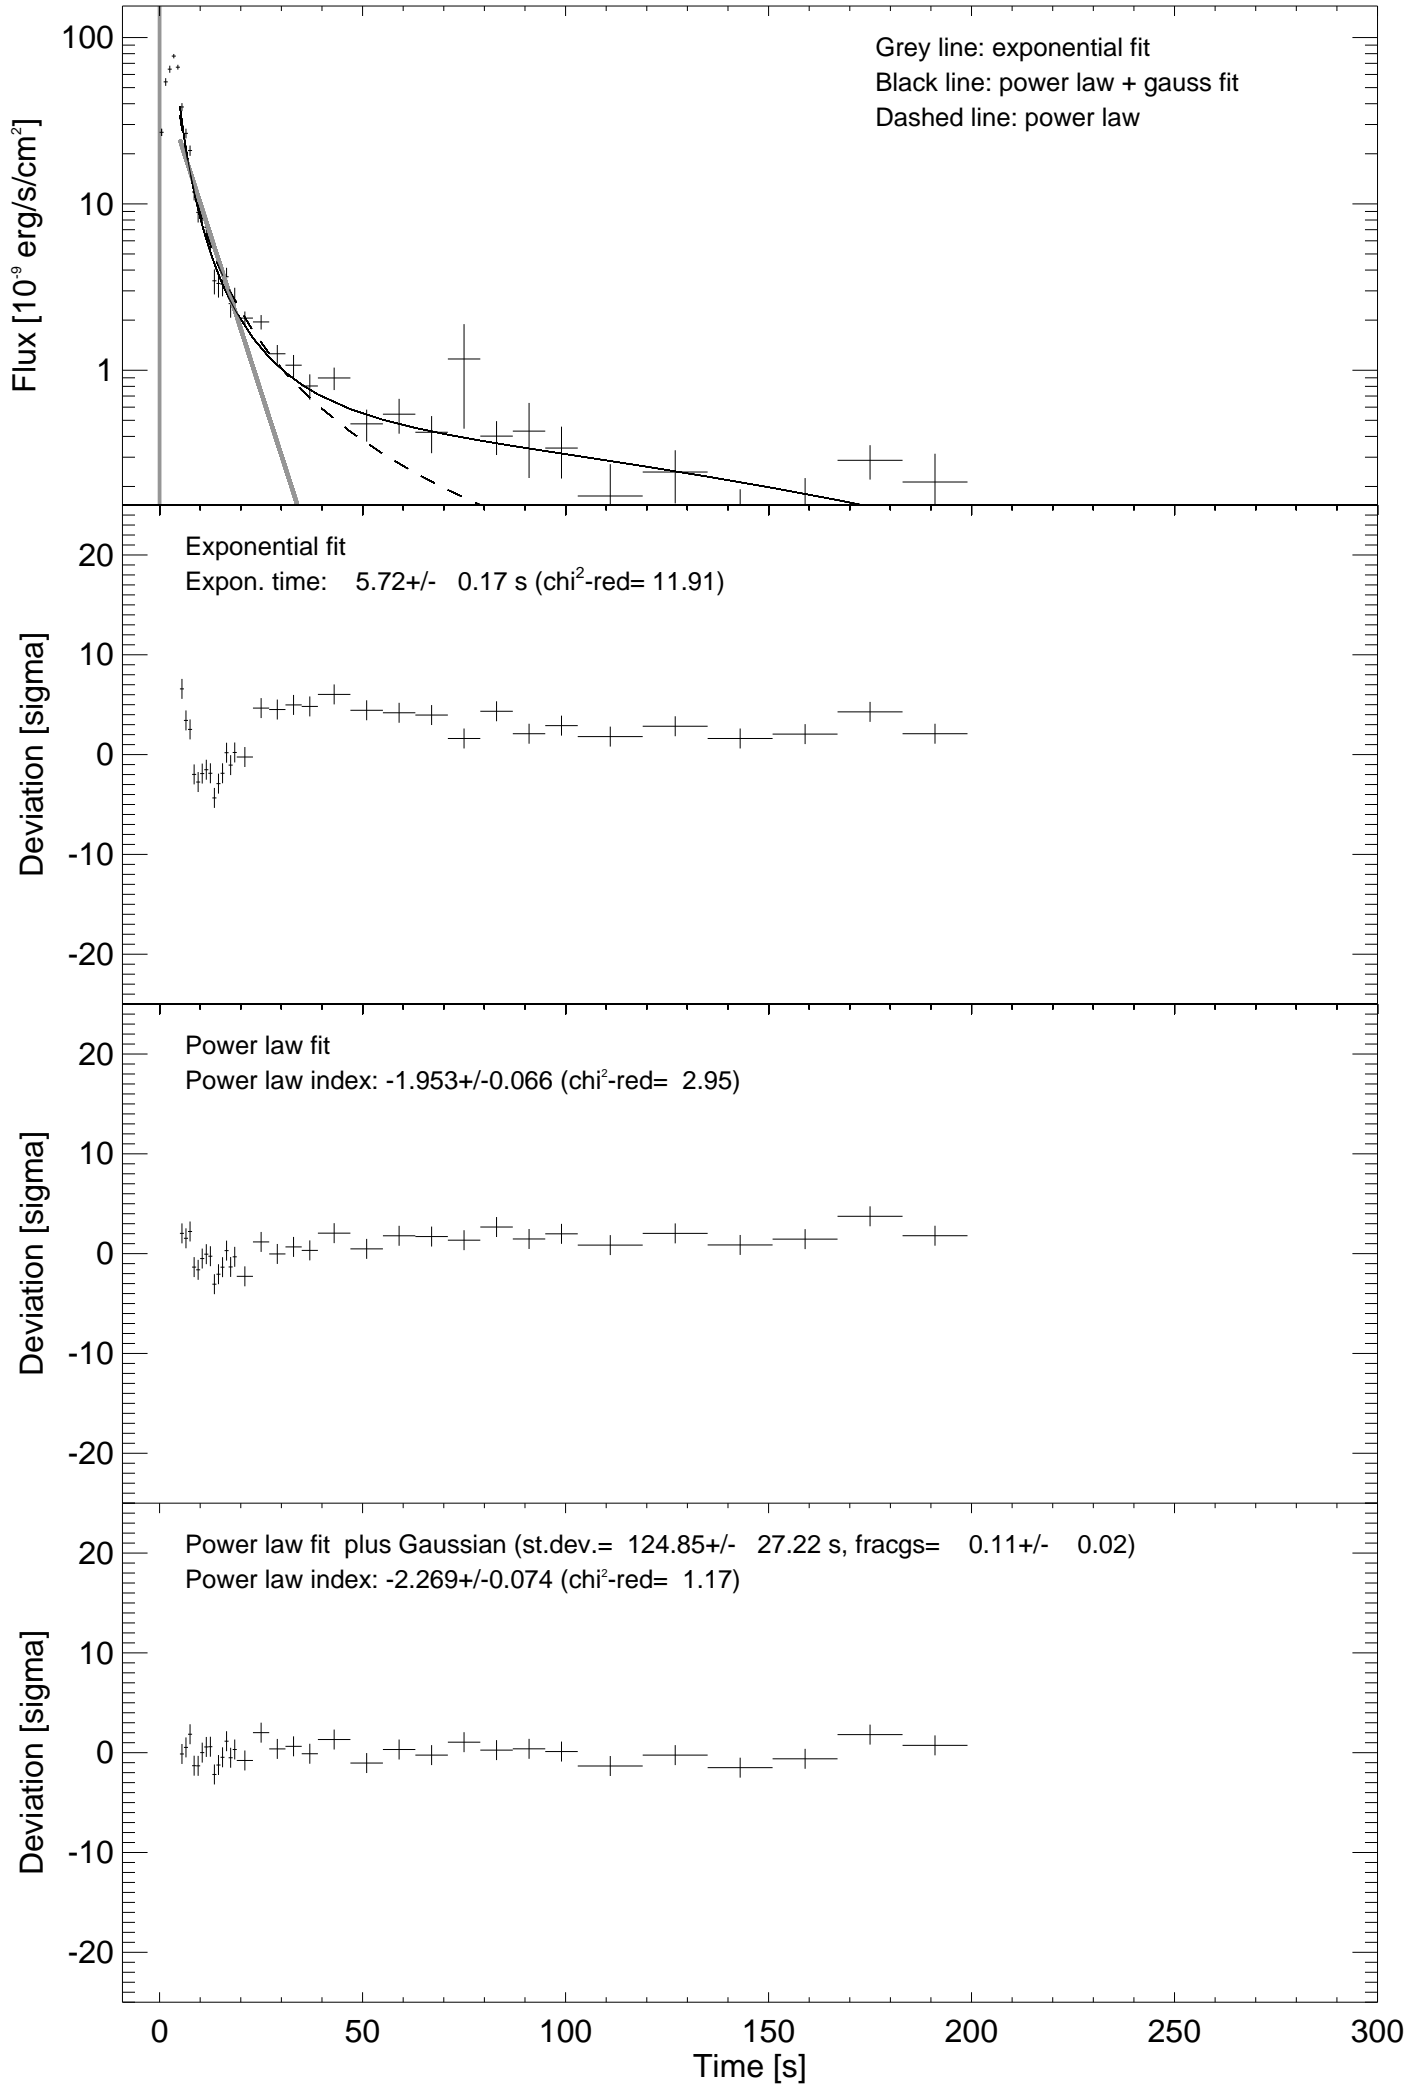 Grey line: exponential fit
Black line: power law + gauss fit
Dashed line: power law
100
10
1
Flux [10⁻⁹ erg/s/cm²]
Exponential fit
Expon. time: 5.72+/- 0.17 s (chi²-red= 11.91)
20
10
0
-10
-20
Deviation [sigma]
Power law fit
Power law index: -1.953+/-0.066 (chi²-red= 2.95)
20
10
0
-10
-20
Deviation [sigma]
Power law fit plus Gaussian (st.dev.= 124.85+/- 27.22 s, fracgs= 0.11+/- 0.02)
Power law index: -2.269+/-0.074 (chi²-red= 1.17)
20
10
0
-10
-20
Deviation [sigma]
0 50 100 150 200 250 300
Time [s]